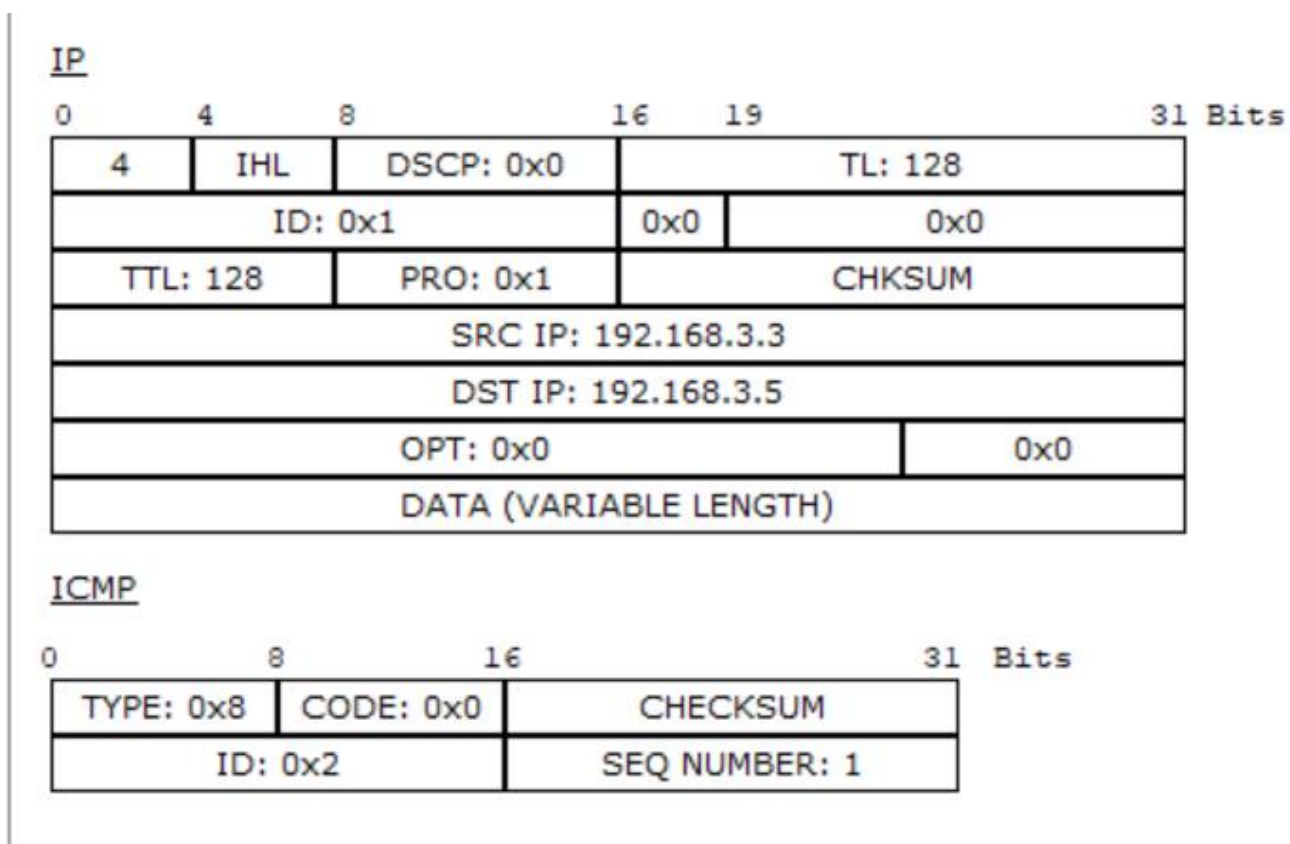 IP
0 4 8 16 19 31 Bits
4 IHL DSCP: 0x0 TL: 128
ID: 0x1 0x0 0x0
TTL: 128 PRO: 0x1 CHKSUM
SRC IP: 192.168.3.3
DST IP: 192.168.3.5
OPT: 0x0 0x0
DATA (VARIABLE LENGTH)
ICMP
0 8 16 31 Bits
TYPE: 0x8 CODE: 0x0 CHECKSUM
ID: 0x2 SEQ NUMBER: 1